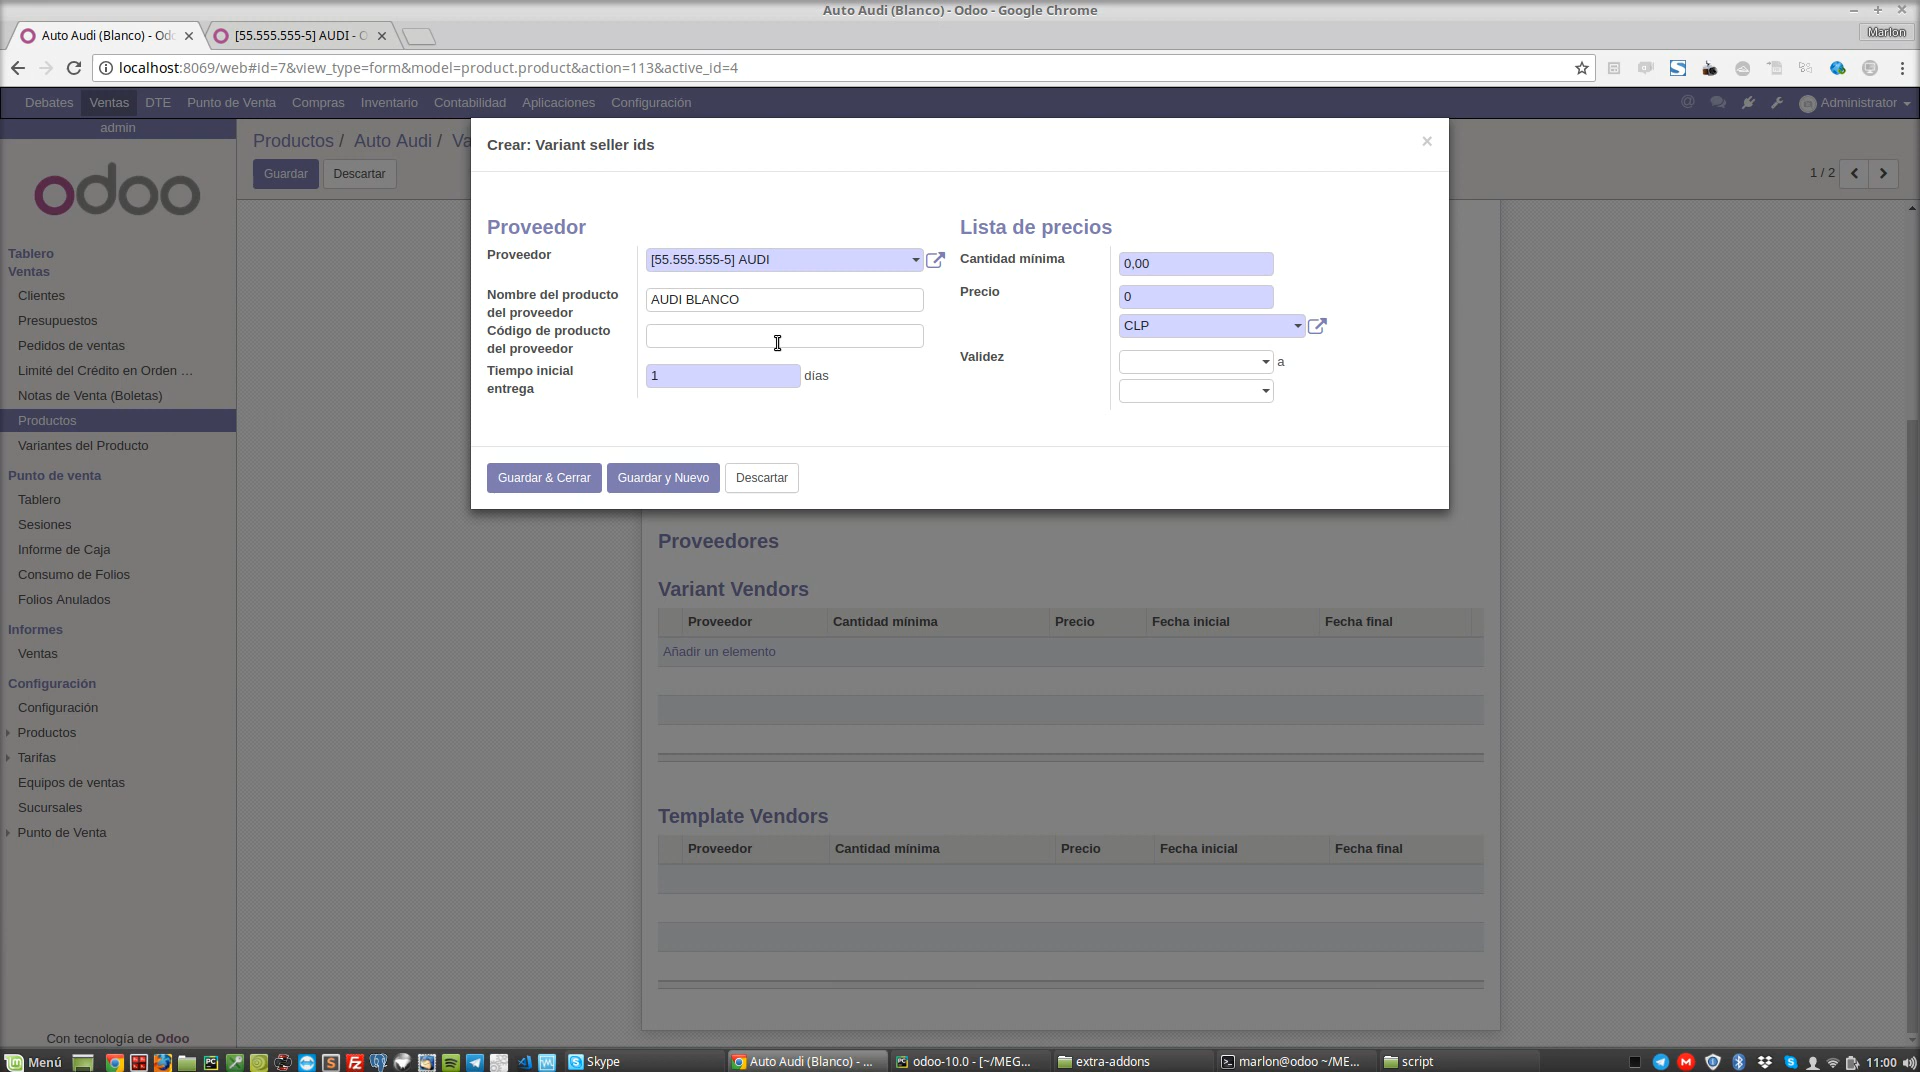 Auto Audi (Blanco) - Odoo - Google Chrome
Auto Audi (Blanco) - Odo
[55.555.555-5] AUDI - O
Marlon
localhost:8069/web#id=7&view_type=form&model=product.product&action=113&active_id=4
Debates Ventas DTE Punto de Venta Compras Inventario Contabilidad Aplicaciones Configuración
@ Administrator
admin
odoo
Tablero
Ventas
Clientes
Presupuestos
Pedidos de ventas
Limité del Crédito en Orden ...
Notas de Venta (Boletas)
Productos
Variantes del Producto
Punto de venta
Tablero
Sesiones
Informe de Caja
Consumo de Folios
Folios Anulados
Informes
Ventas
Configuración
Configuración
Productos
Tarifas
Equipos de ventas
Sucursales
Punto de Venta
Con tecnología de Odoo
Productos / Auto Audi / Va
Guardar Descartar
1 / 2
Crear: Variant seller ids
×
Proveedor
Proveedor [55.555.555-5] AUDI
Nombre del producto
del proveedor
AUDI BLANCO
Código de producto
del proveedor
Tiempo inicial
entrega
1 días
Lista de precios
Cantidad mínima 0,00
Precio 0
CLP
Validez a
Guardar & Cerrar Guardar y Nuevo Descartar
Proveedores
Variant Vendors
Proveedor Cantidad mínima Precio Fecha inicial Fecha final
Añadir un elemento
Template Vendors
Proveedor Cantidad mínima Precio Fecha inicial Fecha final
Menú
Skype
Auto Audi (Blanco) - ...
odoo-10.0 - [~/MEG...
extra-addons
marlon@odoo ~/ME...
script
11:00